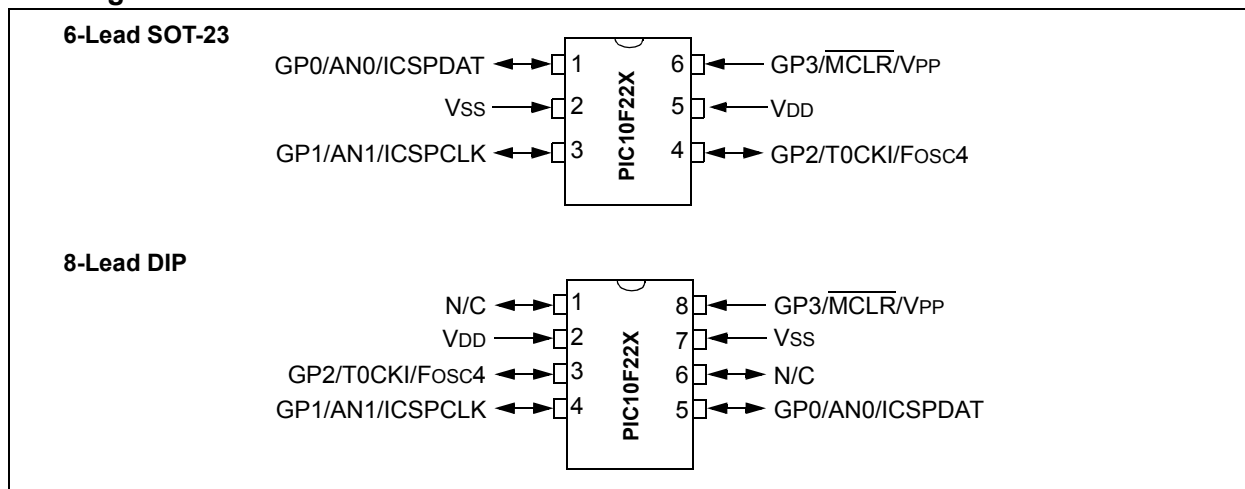 6-Lead SOT-23
GP0/AN0/ICSPDAT 1 6 GP3/MCLR/VPP
VSS 2 5 VDD
GP1/AN1/ICSPCLK 3 4 GP2/T0CKI/FOSC4
PIC10F22X
8-Lead DIP
N/C 1 8 GP3/MCLR/VPP
VDD 2 7 VSS
GP2/T0CKI/FOSC4 3 6 N/C
GP1/AN1/ICSPCLK 4 5 GP0/AN0/ICSPDAT
PIC10F22X